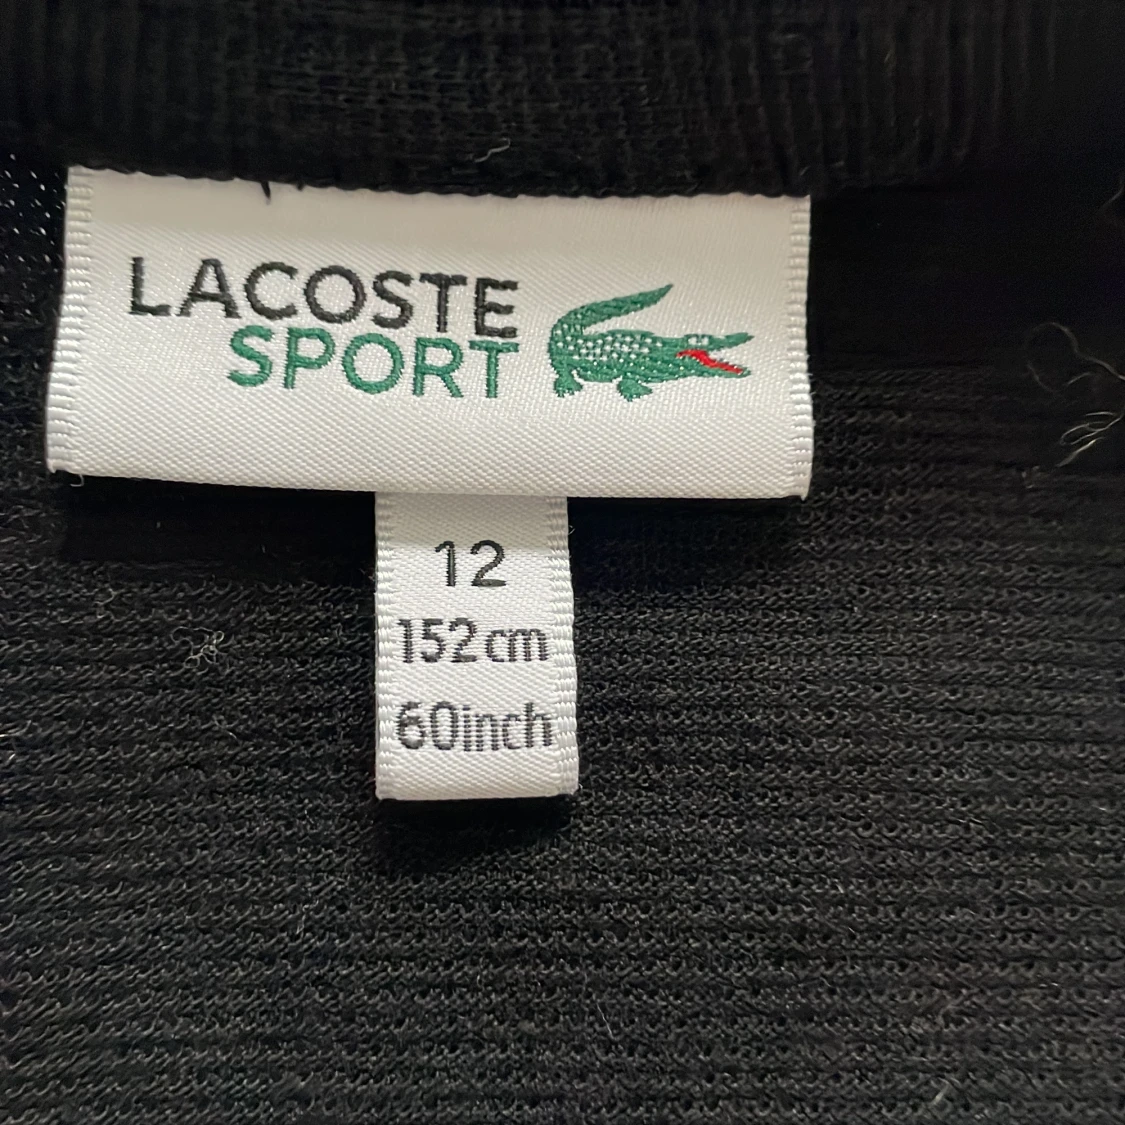 LACOSTE
SPORT
12
152cm
60inch